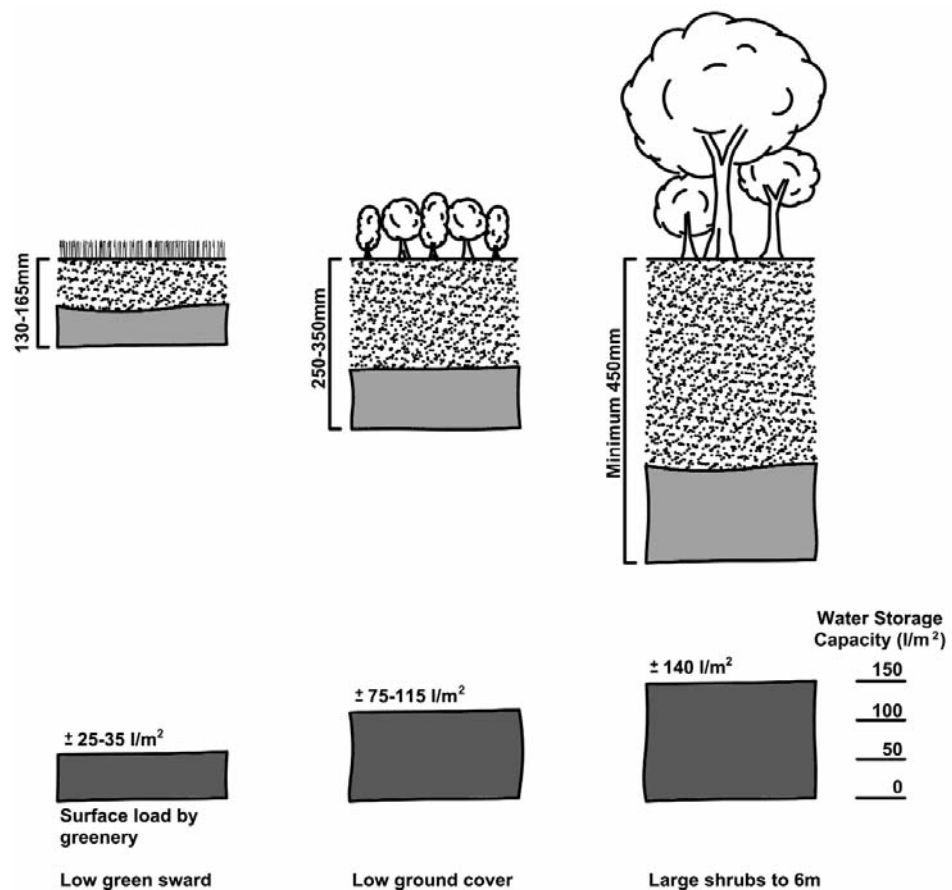 130-165mm
250-350mm
Minimum 450mm
Water Storage
Capacity (l/m²)
± 25-35 l/m²
± 75-115 l/m²
± 140 l/m²
150
100
50
0
Surface load by
greenery
Low green sward
Low ground cover
Large shrubs to 6m